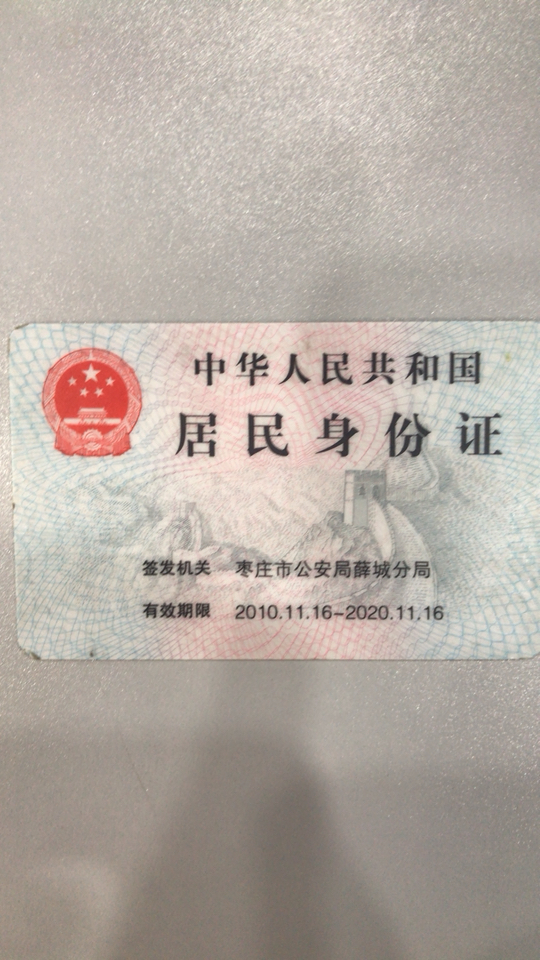 中华人民共和国
居民身份证
签发机关 枣庄市公安局薛城分局
有效期限 2010.11.16-2020.11.16